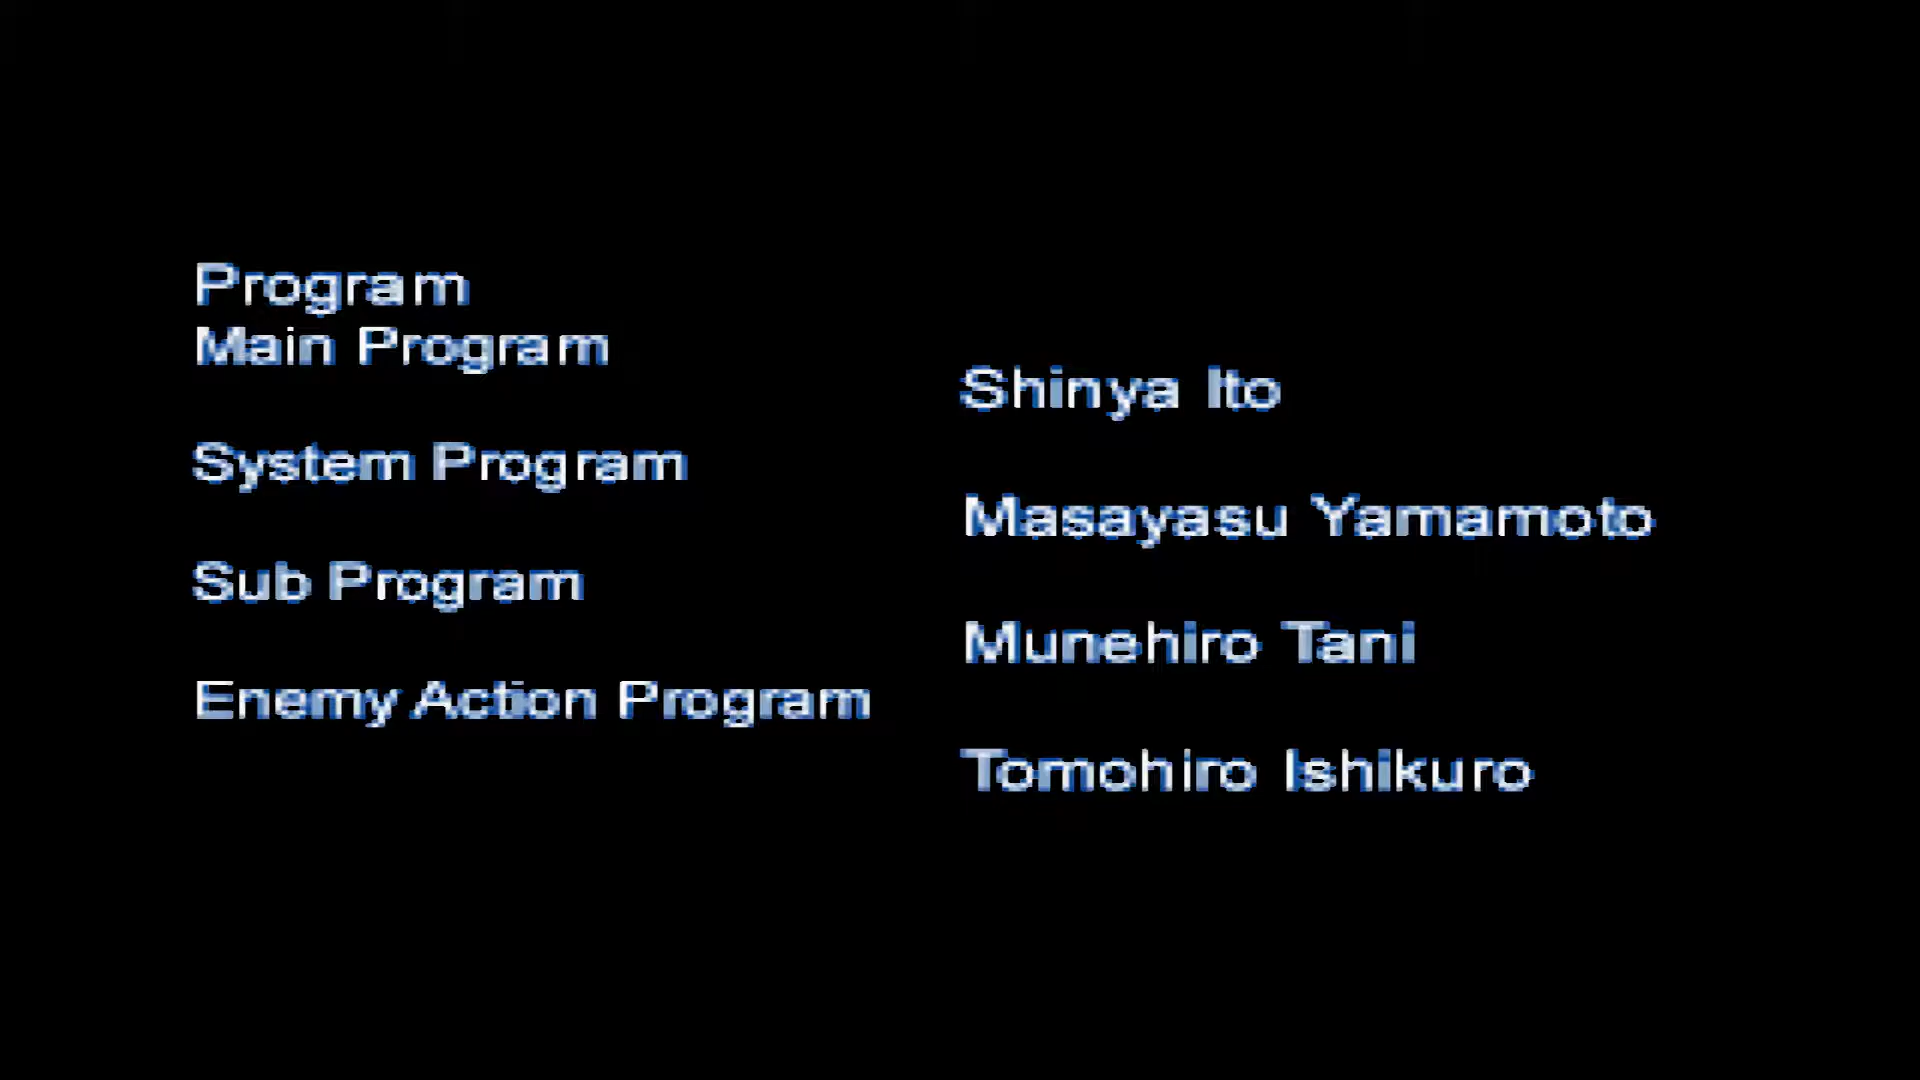 Program
Main Program
Shinya Ito
System Program
Masayasu Yamamoto
Sub Program
Munehiro Tani
Enemy Action Program
Tomohiro Ishikuro